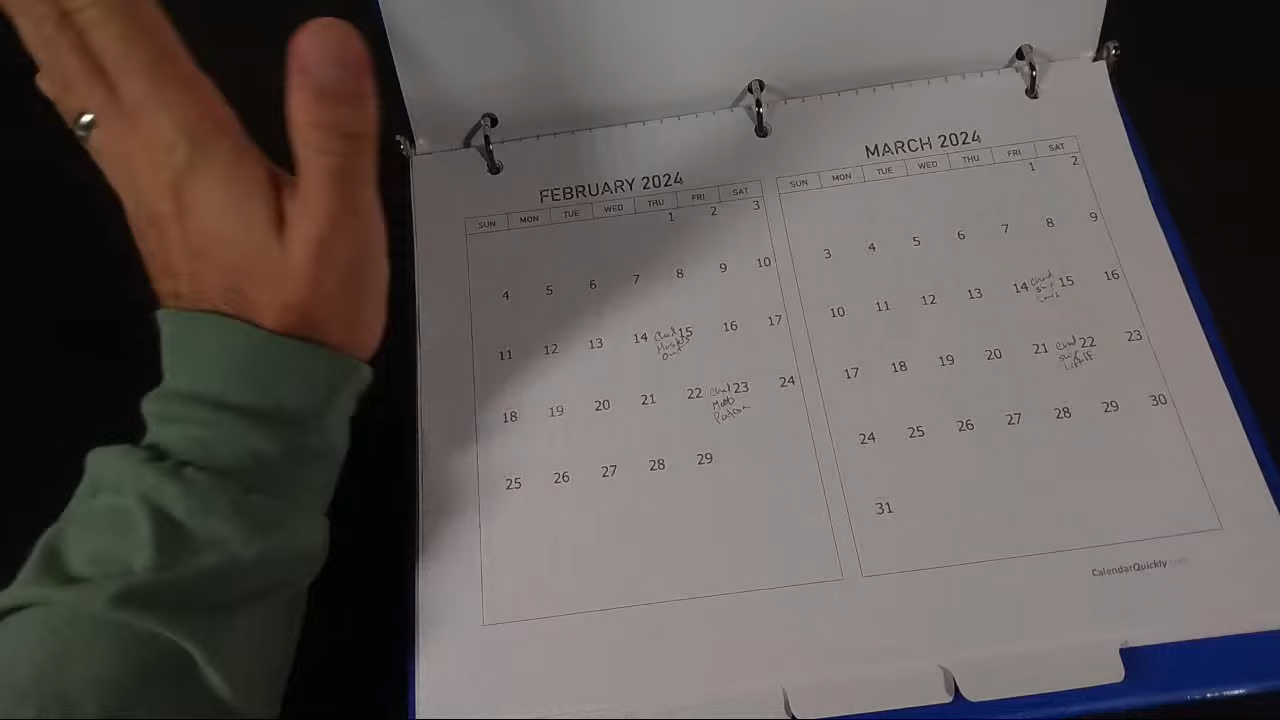 FEBRUARY 2024
SUN MON TUE WED THU FRI SAT
1 2 3
4 5 6 7 8 9 10
11 12 13 14 15 16 17
18 19 20 21 22 23 24
25 26 27 28 29
MARCH 2024
SUN MON TUE WED THU FRI SAT
1 2
3 4 5 6 7 8 9
10 11 12 13 14 15 16
17 18 19 20 21 22 23
24 25 26 27 28 29 30
31
CalendarQuickly.com